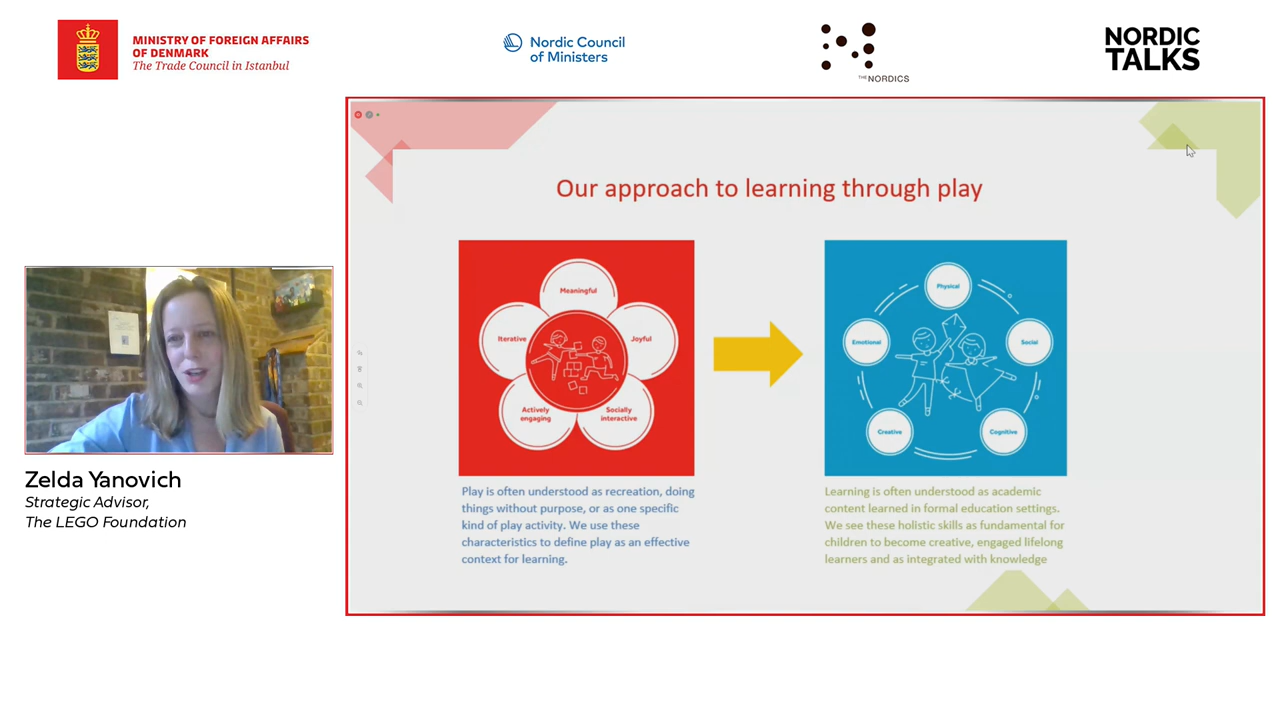 MINISTRY OF FOREIGN AFFAIRS
OF DENMARK
The Trade Council in Istanbul
Nordic Council
of Ministers
THE NORDICS
NORDIC
TALKS
Our approach to learning through play
Meaningful
Iterative
Joyful
Actively
engaging
Socially
interactive
Physical
Emotional
Social
Creative
Cognitive
Play is often understood as recreation, doing
things without purpose, or as one specific
kind of play activity. We use these
characteristics to define play as an effective
context for learning.
Learning is often understood as academic
content learned in formal education settings.
We see these holistic skills as fundamental for
children to become creative, engaged lifelong
learners and as integrated with knowledge
Zelda Yanovich
Strategic Advisor,
The LEGO Foundation